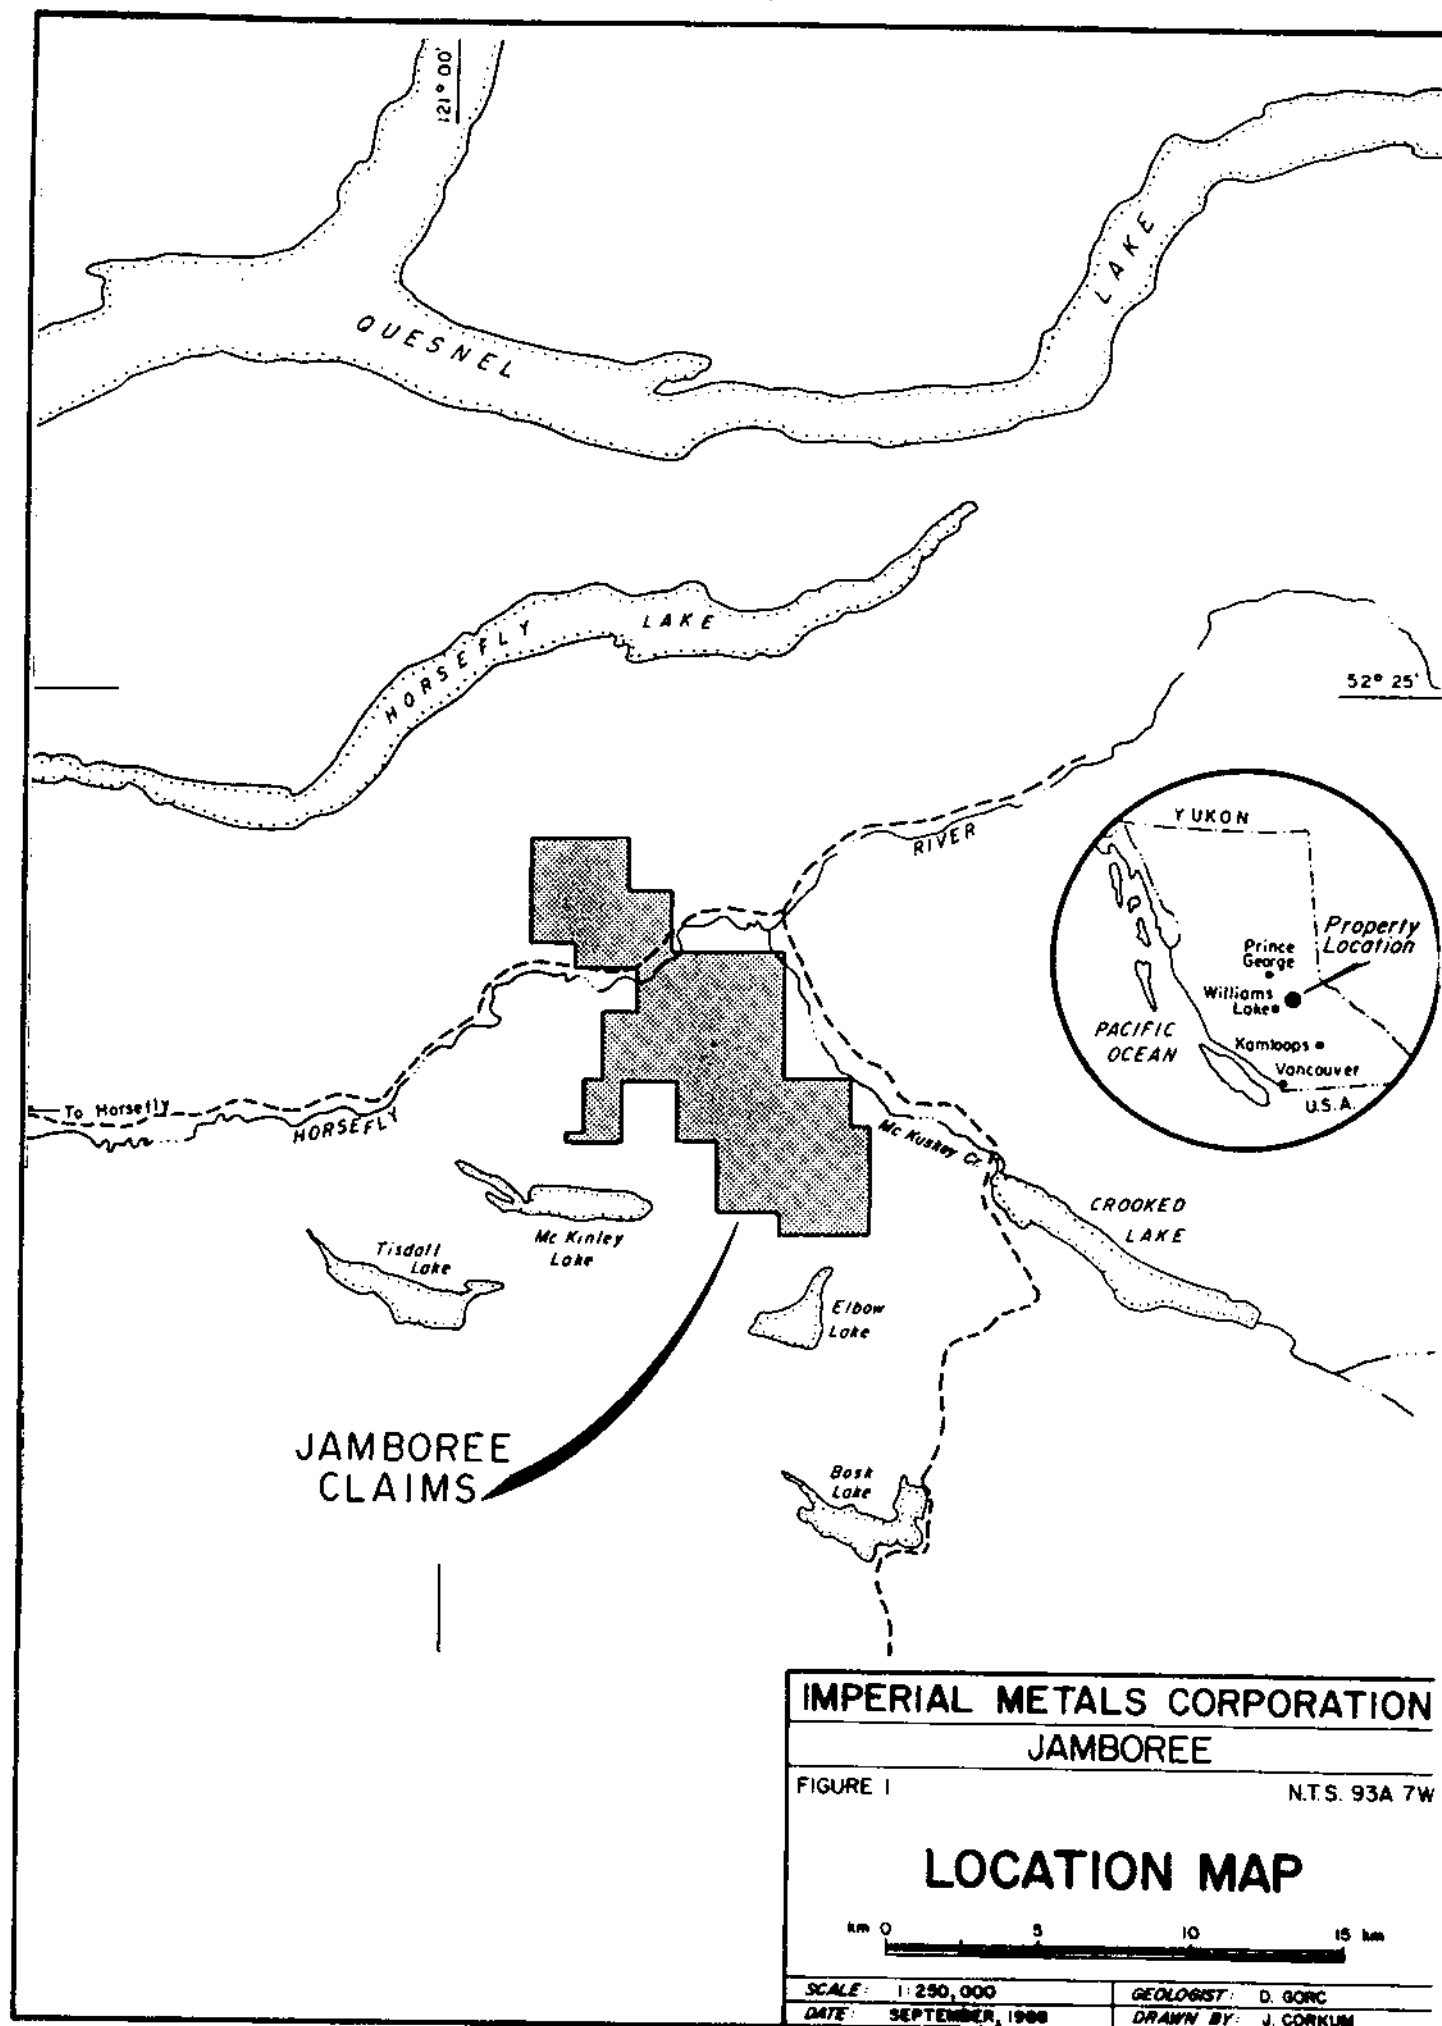 121° 00'
QUESNEL
LAKE
HORSEFLY
LAKE
52° 25'
RIVER
YUKON
Property
Location
Prince
George
Williams
Lake
PACIFIC
OCEAN
Kamloops
Vancouver
U.S.A.
To Horsefly
HORSEFLY
Mc Kuskey Cr.
CROOKED
LAKE
Mc Kinley
Lake
Tisdall
Lake
Elbow
Lake
JAMBOREE
CLAIMS
Bosk
Lake
IMPERIAL METALS CORPORATION
JAMBOREE
FIGURE 1 N.T.S. 93A 7W
LOCATION MAP
km 0 5 10 15 km
SCALE: 1:250,000 GEOLOGIST: D. GORC
DATE: SEPTEMBER, DRAWN BY: J. CORKUM